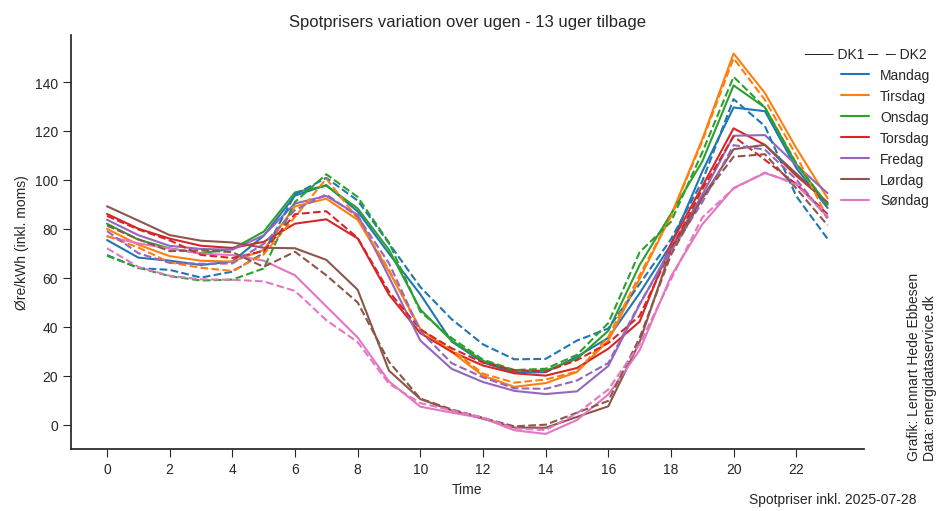 Spotprisers variation over ugen - 13 uger tilbage
Øre/kWh (inkl. moms)
140
120
100
80
60
40
20
0
0 2 4 6 8 10 12 14 16 18 20 22
Time
DK1 DK2
Mandag
Tirsdag
Onsdag
Torsdag
Fredag
Lørdag
Søndag
Grafik: Lennart Hede Ebbesen
Data: energidataservice.dk
Spotpriser inkl. 2025-07-28